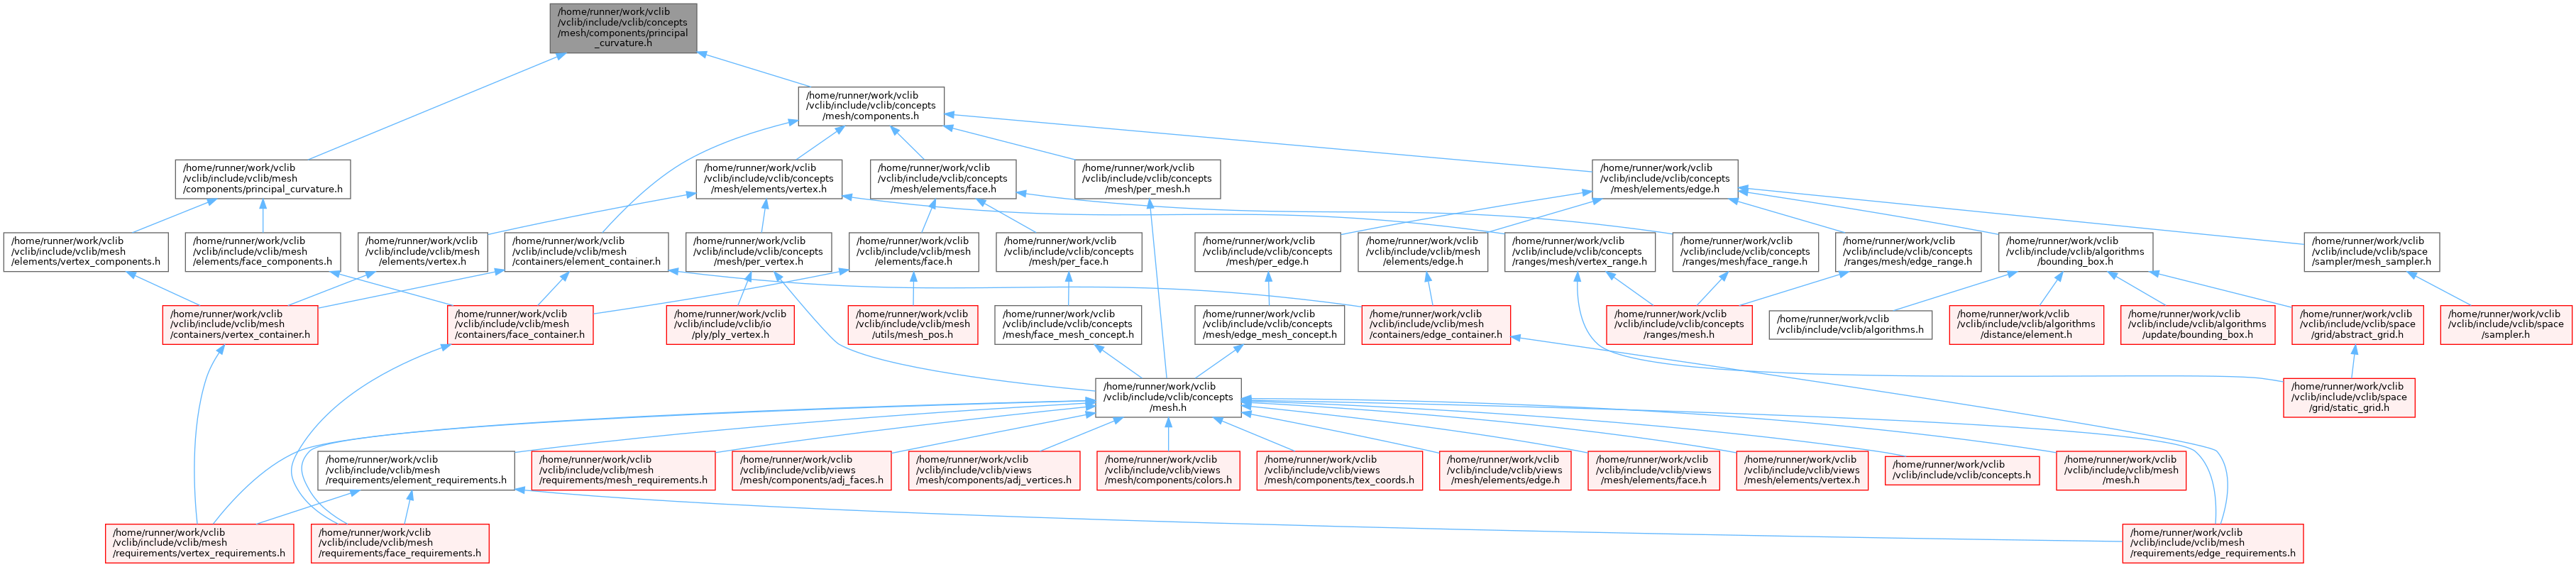 /home/runner/work/vclib
/vclib/include/vclib/concepts
/mesh/components/principal
_curvature.h
/home/runner/work/vclib
/vclib/include/vclib/concepts
/mesh/components.h
/home/runner/work/vclib
/vclib/include/vclib/mesh
/components/principal_curvature.h
/home/runner/work/vclib
/vclib/include/vclib/concepts
/mesh/elements/vertex.h
/home/runner/work/vclib
/vclib/include/vclib/concepts
/mesh/elements/face.h
/home/runner/work/vclib
/vclib/include/vclib/concepts
/mesh/per_mesh.h
/home/runner/work/vclib
/vclib/include/vclib/concepts
/mesh/elements/edge.h
/home/runner/work/vclib
/vclib/include/vclib/mesh
/elements/vertex_components.h
/home/runner/work/vclib
/vclib/include/vclib/mesh
/elements/face_components.h
/home/runner/work/vclib
/vclib/include/vclib/mesh
/elements/vertex.h
/home/runner/work/vclib
/vclib/include/vclib/mesh
/containers/element_container.h
/home/runner/work/vclib
/vclib/include/vclib/concepts
/mesh/per_vertex.h
/home/runner/work/vclib
/vclib/include/vclib/mesh
/elements/face.h
/home/runner/work/vclib
/vclib/include/vclib/concepts
/mesh/per_face.h
/home/runner/work/vclib
/vclib/include/vclib/concepts
/mesh/per_edge.h
/home/runner/work/vclib
/vclib/include/vclib/mesh
/elements/edge.h
/home/runner/work/vclib
/vclib/include/vclib/concepts
/ranges/mesh/vertex_range.h
/home/runner/work/vclib
/vclib/include/vclib/concepts
/ranges/mesh/face_range.h
/home/runner/work/vclib
/vclib/include/vclib/concepts
/ranges/mesh/edge_range.h
/home/runner/work/vclib
/vclib/include/vclib/algorithms
/bounding_box.h
/home/runner/work/vclib
/vclib/include/vclib/space
/sampler/mesh_sampler.h
/home/runner/work/vclib
/vclib/include/vclib/mesh
/containers/vertex_container.h
/home/runner/work/vclib
/vclib/include/vclib/mesh
/containers/face_container.h
/home/runner/work/vclib
/vclib/include/vclib/io
/ply/ply_vertex.h
/home/runner/work/vclib
/vclib/include/vclib/mesh
/utils/mesh_pos.h
/home/runner/work/vclib
/vclib/include/vclib/concepts
/mesh/face_mesh_concept.h
/home/runner/work/vclib
/vclib/include/vclib/concepts
/mesh/edge_mesh_concept.h
/home/runner/work/vclib
/vclib/include/vclib/mesh
/containers/edge_container.h
/home/runner/work/vclib
/vclib/include/vclib/concepts
/ranges/mesh.h
/home/runner/work/vclib
/vclib/include/vclib/algorithms.h
/home/runner/work/vclib
/vclib/include/vclib/algorithms
/distance/element.h
/home/runner/work/vclib
/vclib/include/vclib/algorithms
/update/bounding_box.h
/home/runner/work/vclib
/vclib/include/vclib/space
/grid/abstract_grid.h
/home/runner/work/vclib
/vclib/include/vclib/space
/sampler.h
/home/runner/work/vclib
/vclib/include/vclib/concepts
/mesh.h
/home/runner/work/vclib
/vclib/include/vclib/space
/grid/static_grid.h
/home/runner/work/vclib
/vclib/include/vclib/mesh
/requirements/element_requirements.h
/home/runner/work/vclib
/vclib/include/vclib/mesh
/requirements/mesh_requirements.h
/home/runner/work/vclib
/vclib/include/vclib/views
/mesh/components/adj_faces.h
/home/runner/work/vclib
/vclib/include/vclib/views
/mesh/components/adj_vertices.h
/home/runner/work/vclib
/vclib/include/vclib/views
/mesh/components/colors.h
/home/runner/work/vclib
/vclib/include/vclib/views
/mesh/components/tex_coords.h
/home/runner/work/vclib
/vclib/include/vclib/views
/mesh/elements/edge.h
/home/runner/work/vclib
/vclib/include/vclib/views
/mesh/elements/face.h
/home/runner/work/vclib
/vclib/include/vclib/views
/mesh/elements/vertex.h
/home/runner/work/vclib
/vclib/include/vclib/concepts.h
/home/runner/work/vclib
/vclib/include/vclib/mesh
/mesh.h
/home/runner/work/vclib
/vclib/include/vclib/mesh
/requirements/vertex_requirements.h
/home/runner/work/vclib
/vclib/include/vclib/mesh
/requirements/face_requirements.h
/home/runner/work/vclib
/vclib/include/vclib/mesh
/requirements/edge_requirements.h